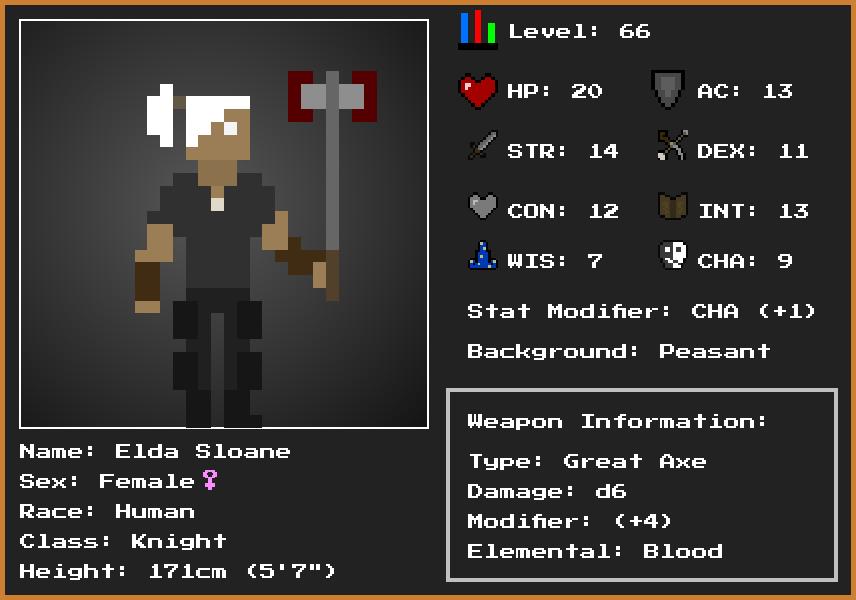 Level: 66
HP: 20 AC: 13
STR: 14 DEX: 11
CON: 12 INT: 13
WIS: 7 CHA: 9
Stat Modifier: CHA (+1)
Background: Peasant
Weapon Information:
Type: Great Axe
Damage: d6
Modifier: (+4)
Elemental: Blood
Name: Elda Sloane
Sex: Female♀
Race: Human
Class: Knight
Height: 171cm (5'7")